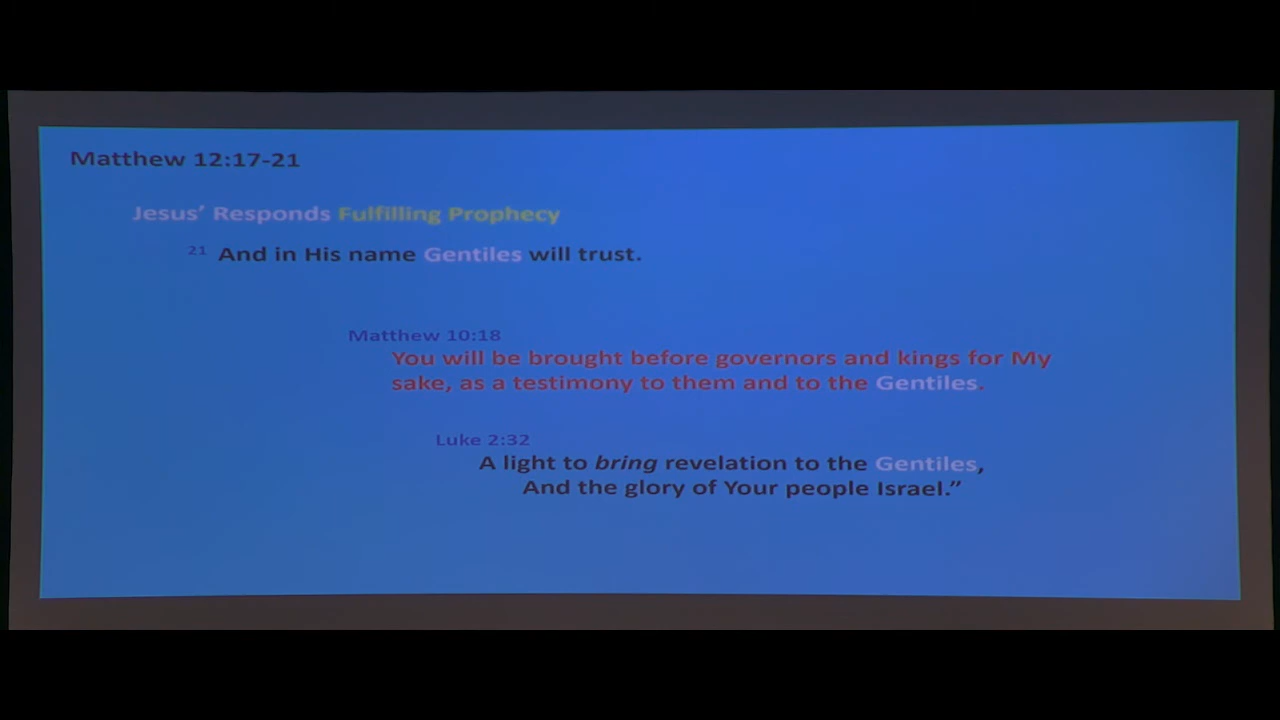 Matthew 12:17-21
Jesus’ Responds Fulfilling Prophecy
21 And in His name Gentiles will trust.
Matthew 10:18
You will be brought before governors and kings for My
sake, as a testimony to them and to the Gentiles.
Luke 2:32
A light to bring revelation to the Gentiles,
And the glory of Your people Israel.”